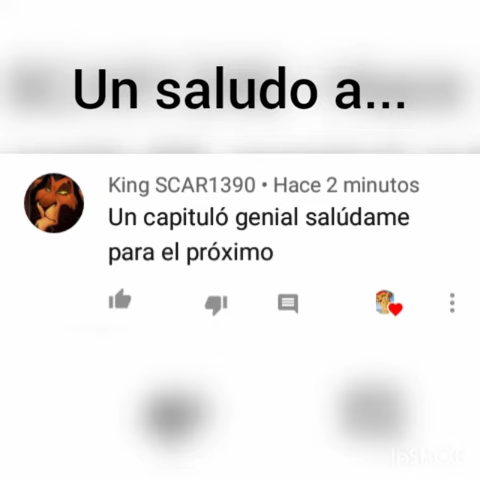 Un saludo a...
King SCAR1390 • Hace 2 minutos
Un capituló genial salúdame
para el próximo